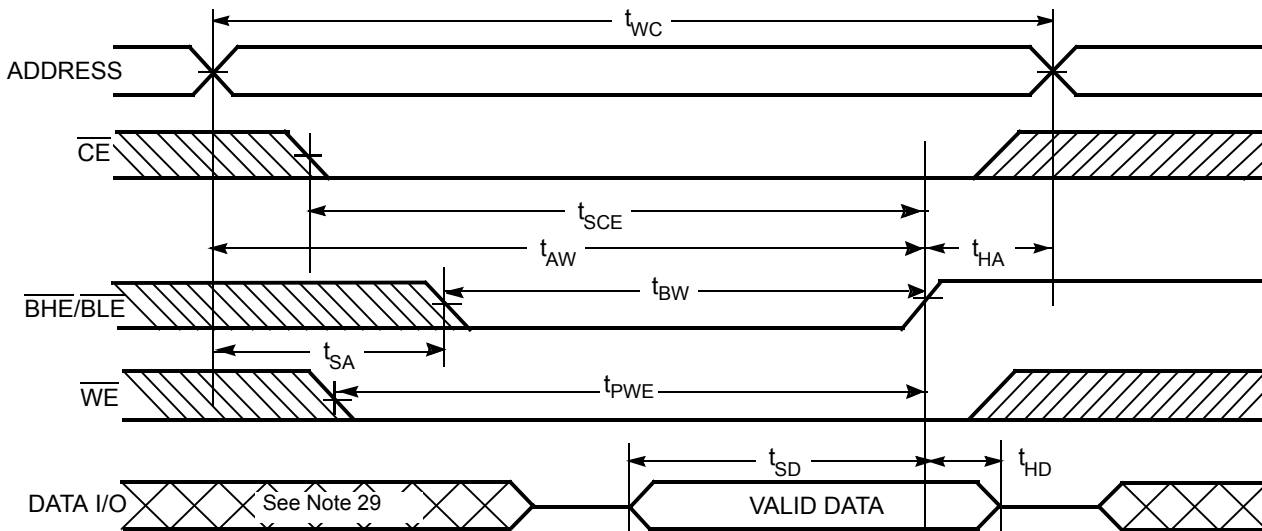 tWC
ADDRESS
CE
tSCE
tAW
tHA
BHE/BLE
tBW
tSA
WE
tPWE
tSD
tHD
DATA I/O
See Note 29
VALID DATA